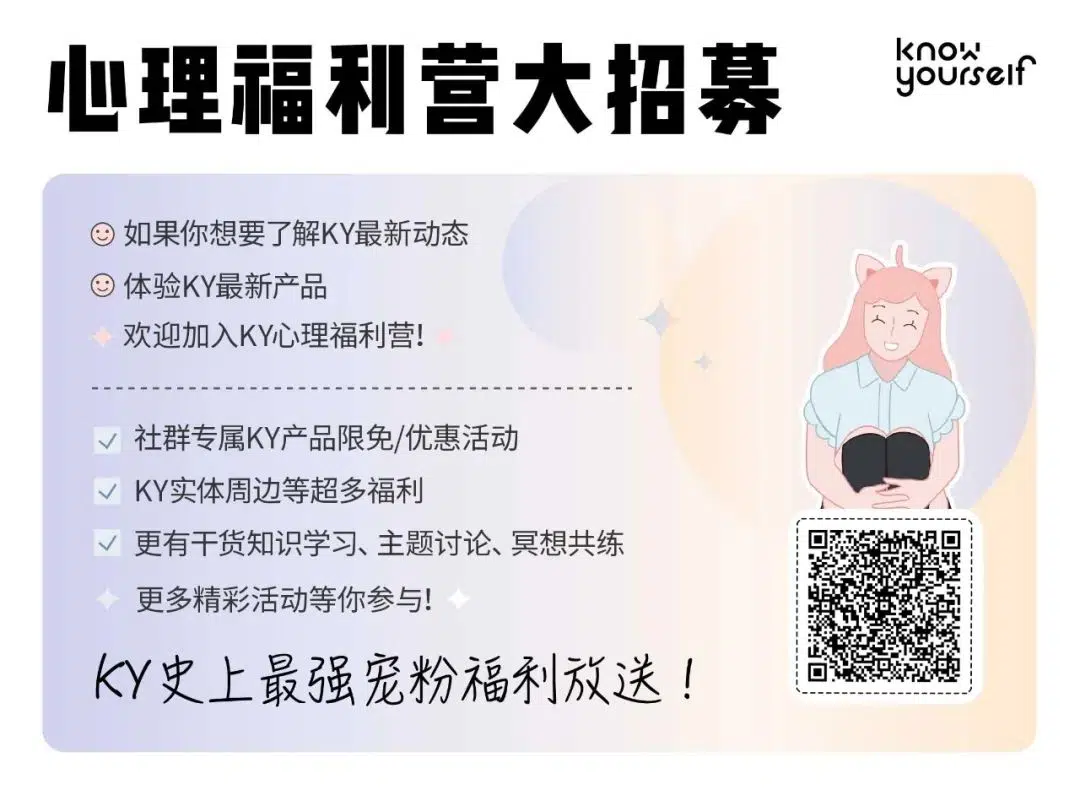 心理福利营大招募
know
yourself
如果你想要了解KY最新动态
体验KY最新产品
欢迎加入KY心理福利营!
社群专属KY产品限免/优惠活动
KY实体周边等超多福利
更有干货知识学习、主题讨论、冥想共练
更多精彩活动等你参与!
KY史上最强宠粉福利放送！